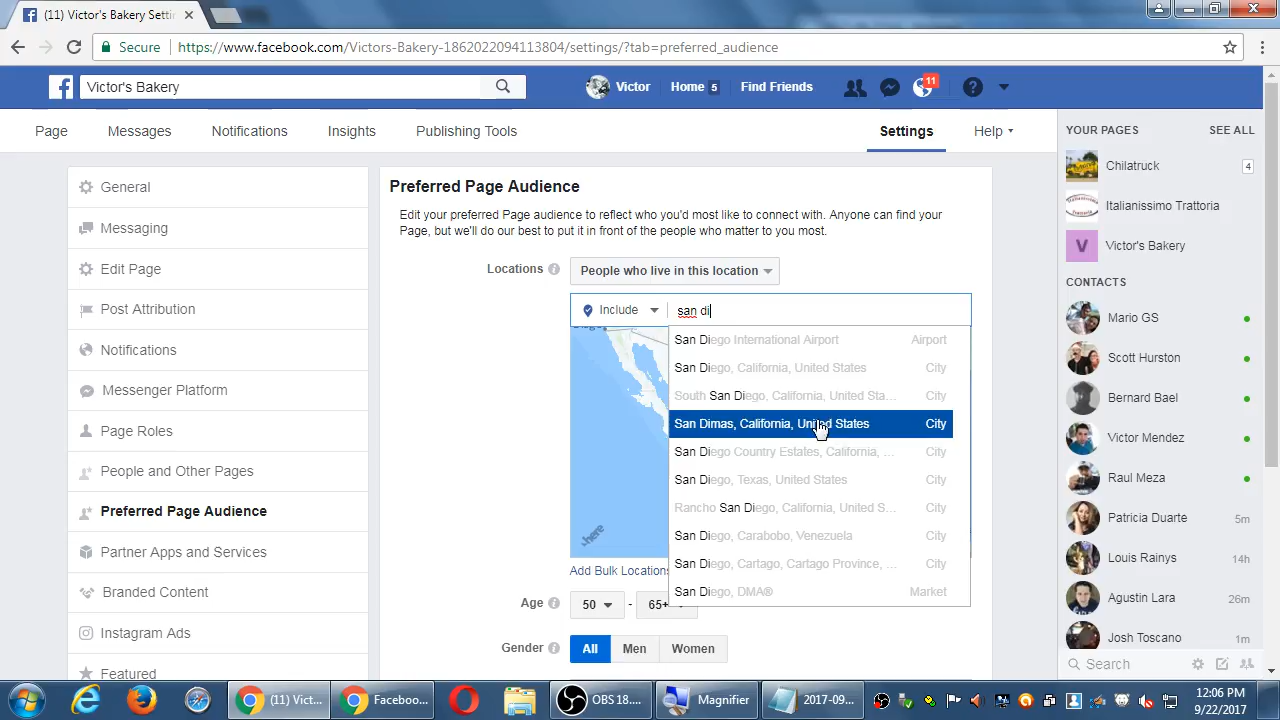 (11) Victor's Bakery Setti
Secure
https://www.facebook.com/Victors-Bakery-1862022094113804/settings/?tab=preferred_audience
Victor's Bakery
Victor
Home 5
Find Friends
11
Page
Messages
Notifications
Insights
Publishing Tools
Settings
Help
YOUR PAGES
SEE ALL
Chilatruck
4
Italianissimo Trattoria
V
Victor's Bakery
CONTACTS
Mario GS
Scott Hurston
Bernard Bael
Victor Mendez
Raul Meza
Patricia Duarte
5m
Louis Rainys
14h
Agustin Lara
26m
Josh Toscano
1m
Search
General
Messaging
Edit Page
Post Attribution
Notifications
Messenger Platform
Page Roles
People and Other Pages
Preferred Page Audience
Partner Apps and Services
Branded Content
Instagram Ads
Featured
Preferred Page Audience
Edit your preferred Page audience to reflect who you'd most like to connect with. Anyone can find your
Page, but we'll do our best to put it in front of the people who matter to you most.
Locations
People who live in this location
Include
san di
San Diego International Airport Airport
San Diego, California, United States City
South San Diego, California, United Sta... City
San Dimas, California, United States City
San Diego Country Estates, California, ... City
San Diego, Texas, United States City
Rancho San Diego, California, United S... City
San Diego, Carabobo, Venezuela City
San Diego, Cartago, Cartago Province, ... City
San Diego, DMA® Market
here
Add Bulk Locations
Age
50 - 65+
Gender
All
Men
Women
(11) Vict...
Faceboo...
OBS 18....
Magnifier
2017-09...
12:06 PM
9/22/2017